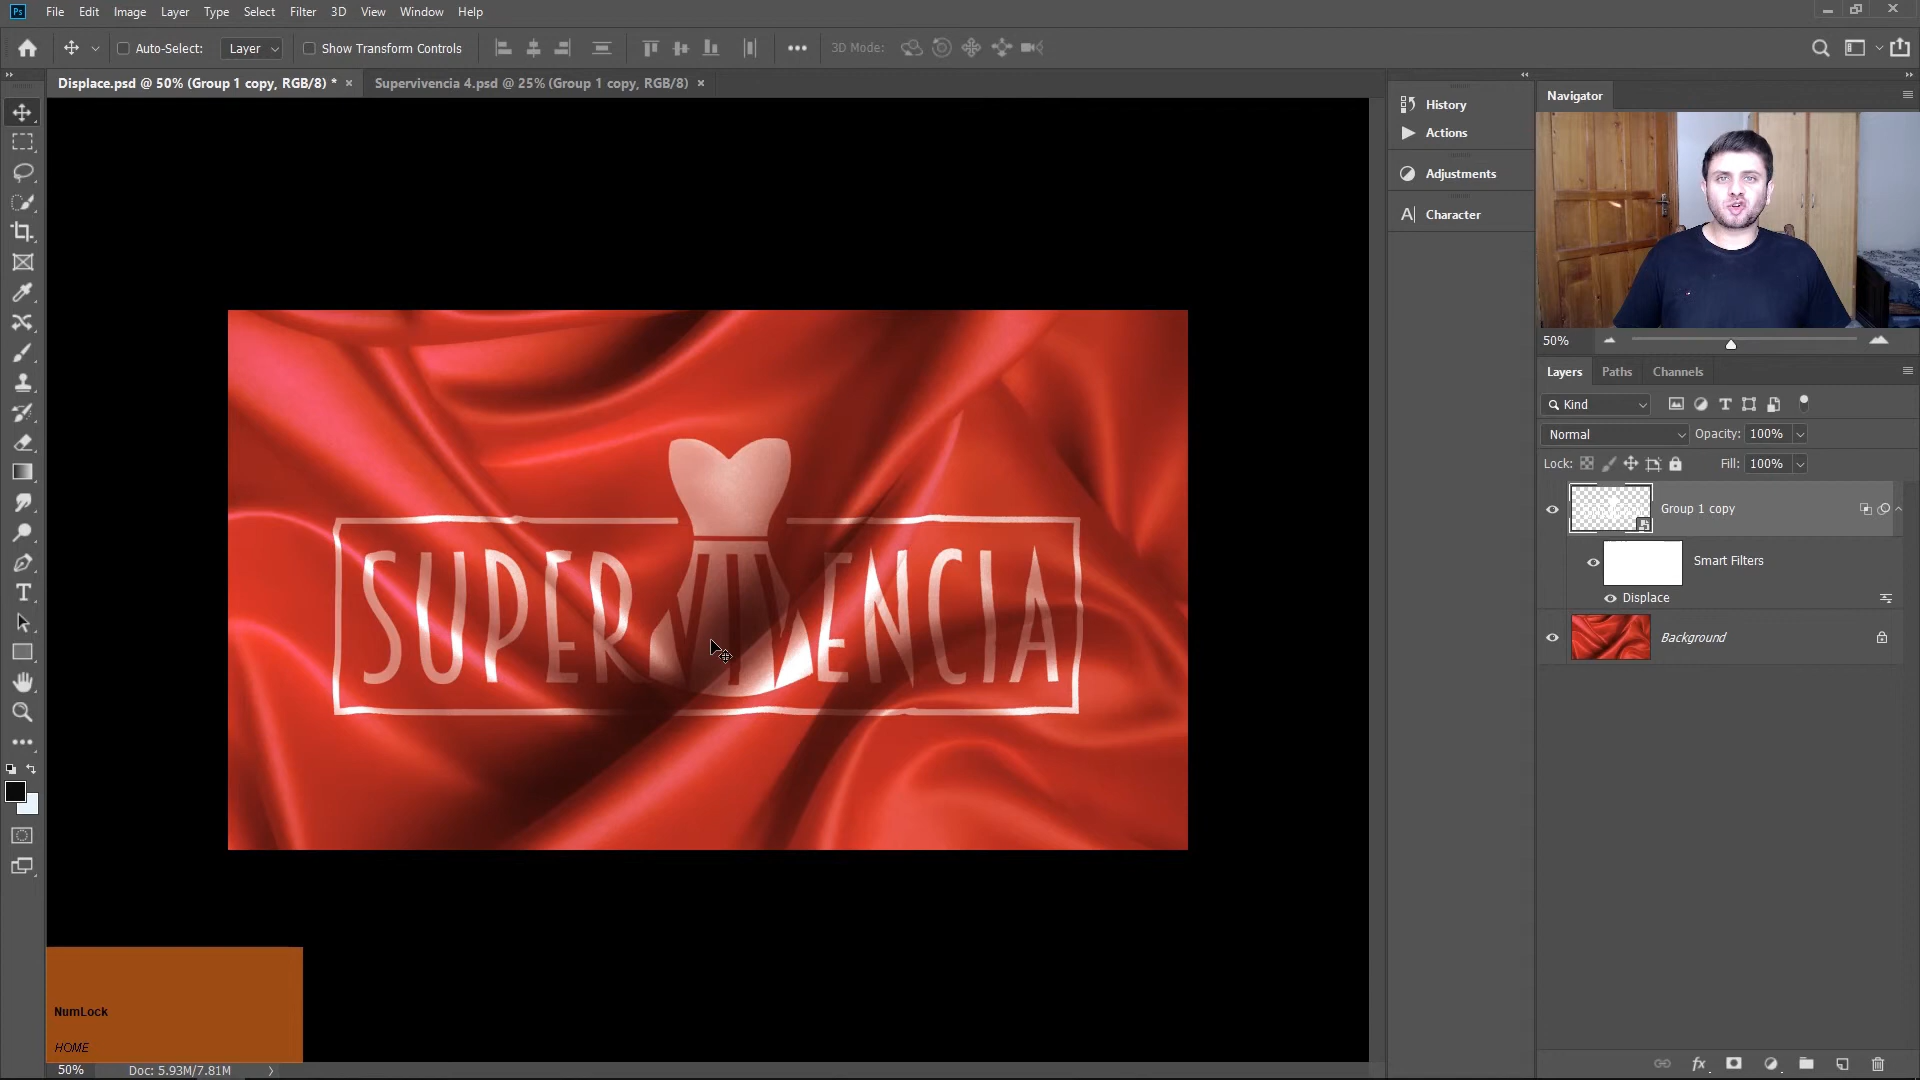 Ps File Edit Image Layer Type Select Filter 3D View Window Help
Auto-Select: Layer Show Transform Controls 3D Mode:
Displace.psd @ 50% (Group 1 copy, RGB/8) * × Supervivencia 4.psd @ 25% (Group 1 copy, RGB/8) ×
History
Actions
Adjustments
Character
Navigator
50%
Layers Paths Channels
Kind
Normal Opacity: 100%
Lock: Fill: 100%
Group 1 copy
Smart Filters
Displace
Background
SUPERVIVENCIA
NumLock
HOME
50% Doc: 5.93M/7.81M